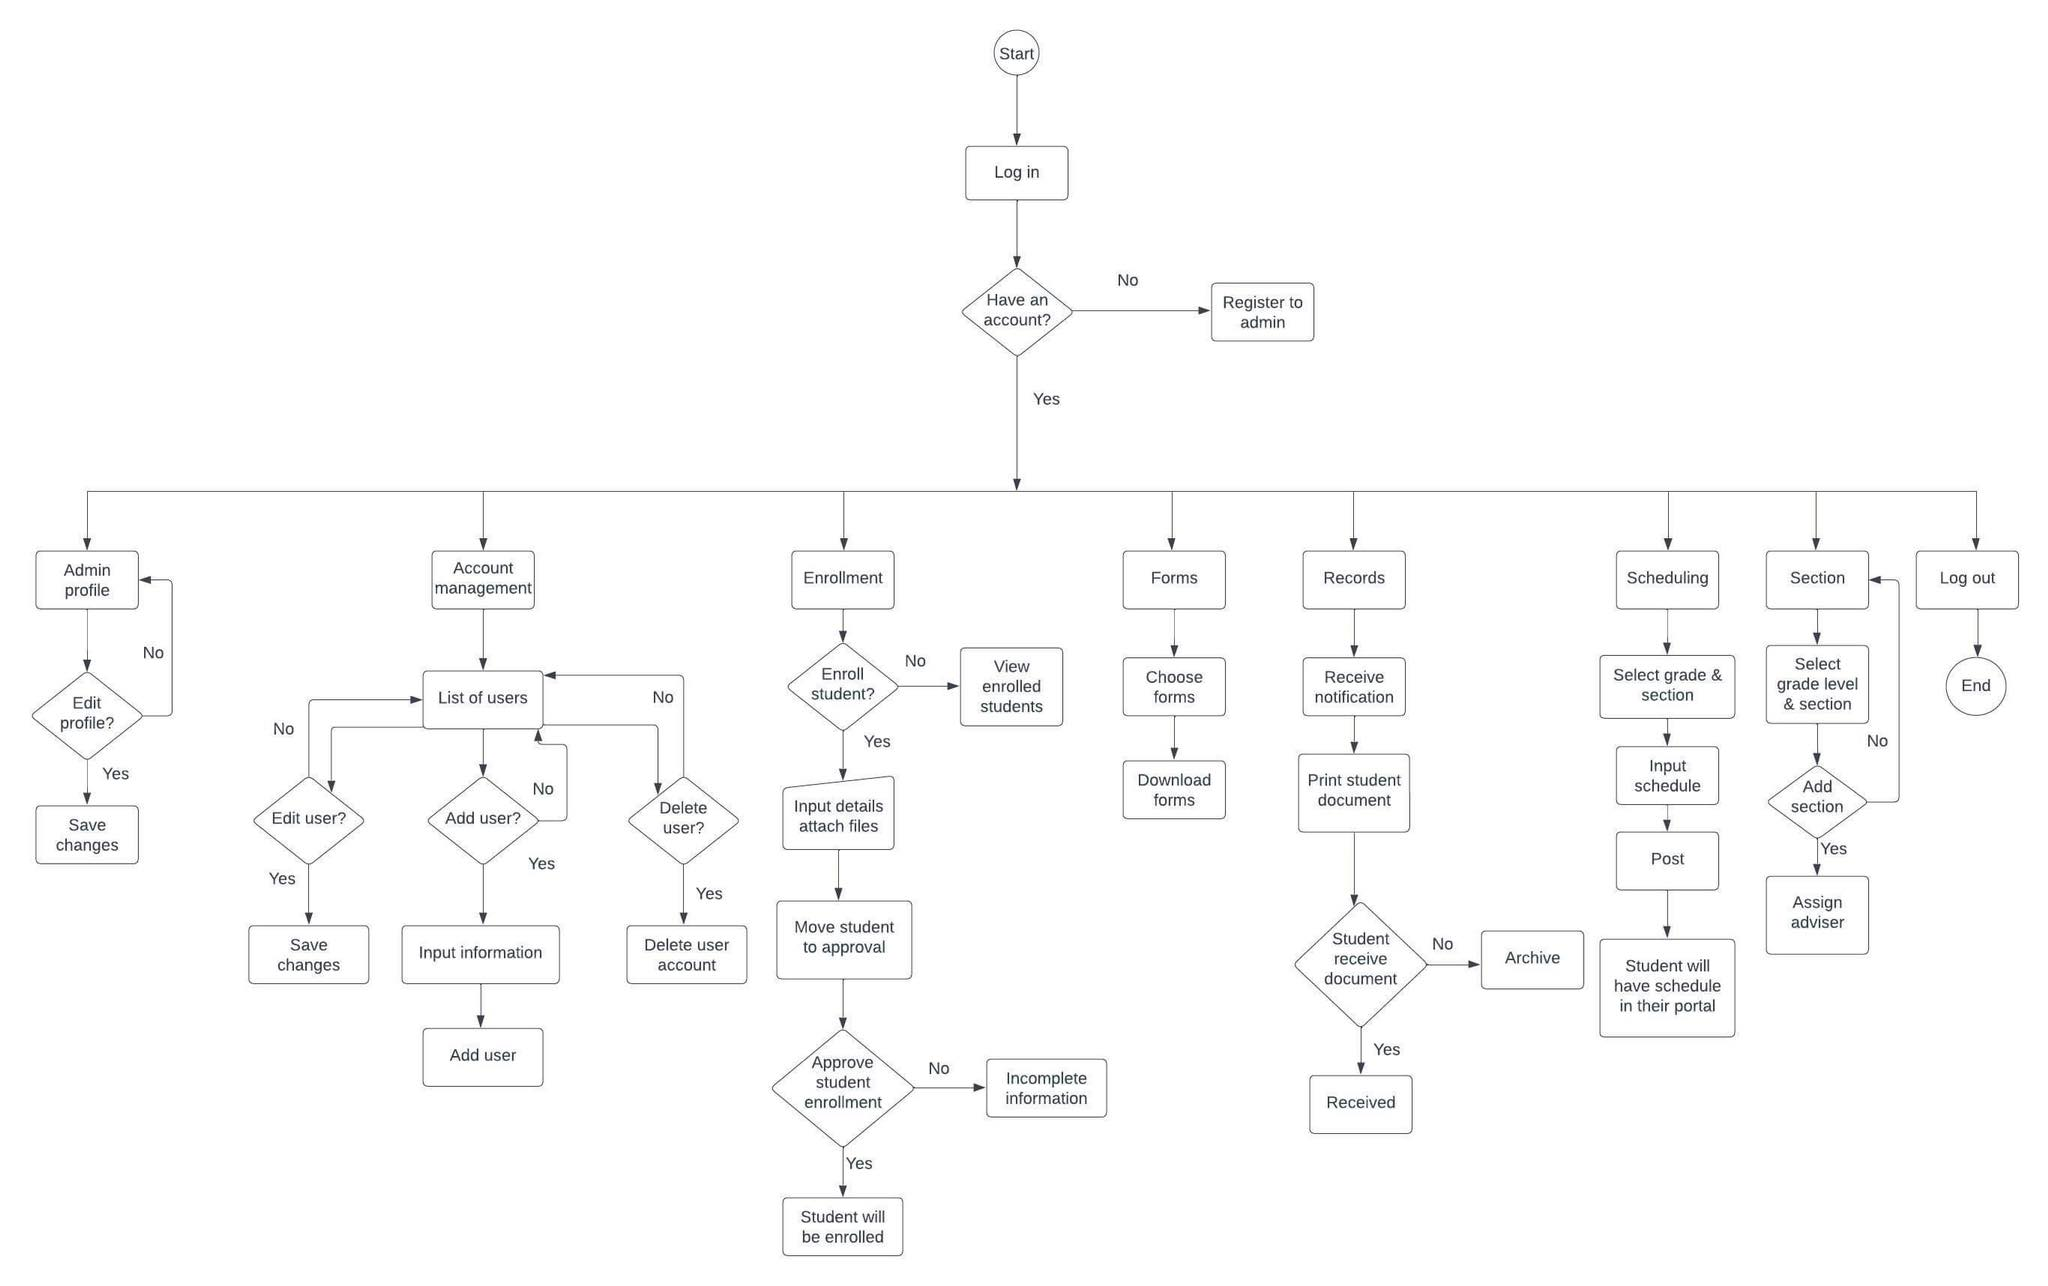 Start
Log in
Have an
account?
No
Register to
admin
Yes
Admin
profile
No
Edit
profile?
Yes
Save
changes
Account
management
List of users
No
No
No
Edit user?
Add user?
Delete
user?
Yes
Yes
Yes
Save
changes
Input information
Delete user
account
Add user
Enrollment
Enroll
student?
No
View
enrolled
students
Yes
Input details
attach files
Move student
to approval
Approve
student
enrollment
No
Incomplete
information
Yes
Student will
be enrolled
Forms
Choose
forms
Download
forms
Records
Receive
notification
Print student
document
Student
receive
document
No
Archive
Yes
Received
Scheduling
Select grade &
section
Input
schedule
Post
Student will
have schedule
in their portal
Section
Select
grade level
& section
No
Add
section
Yes
Assign
adviser
Log out
End